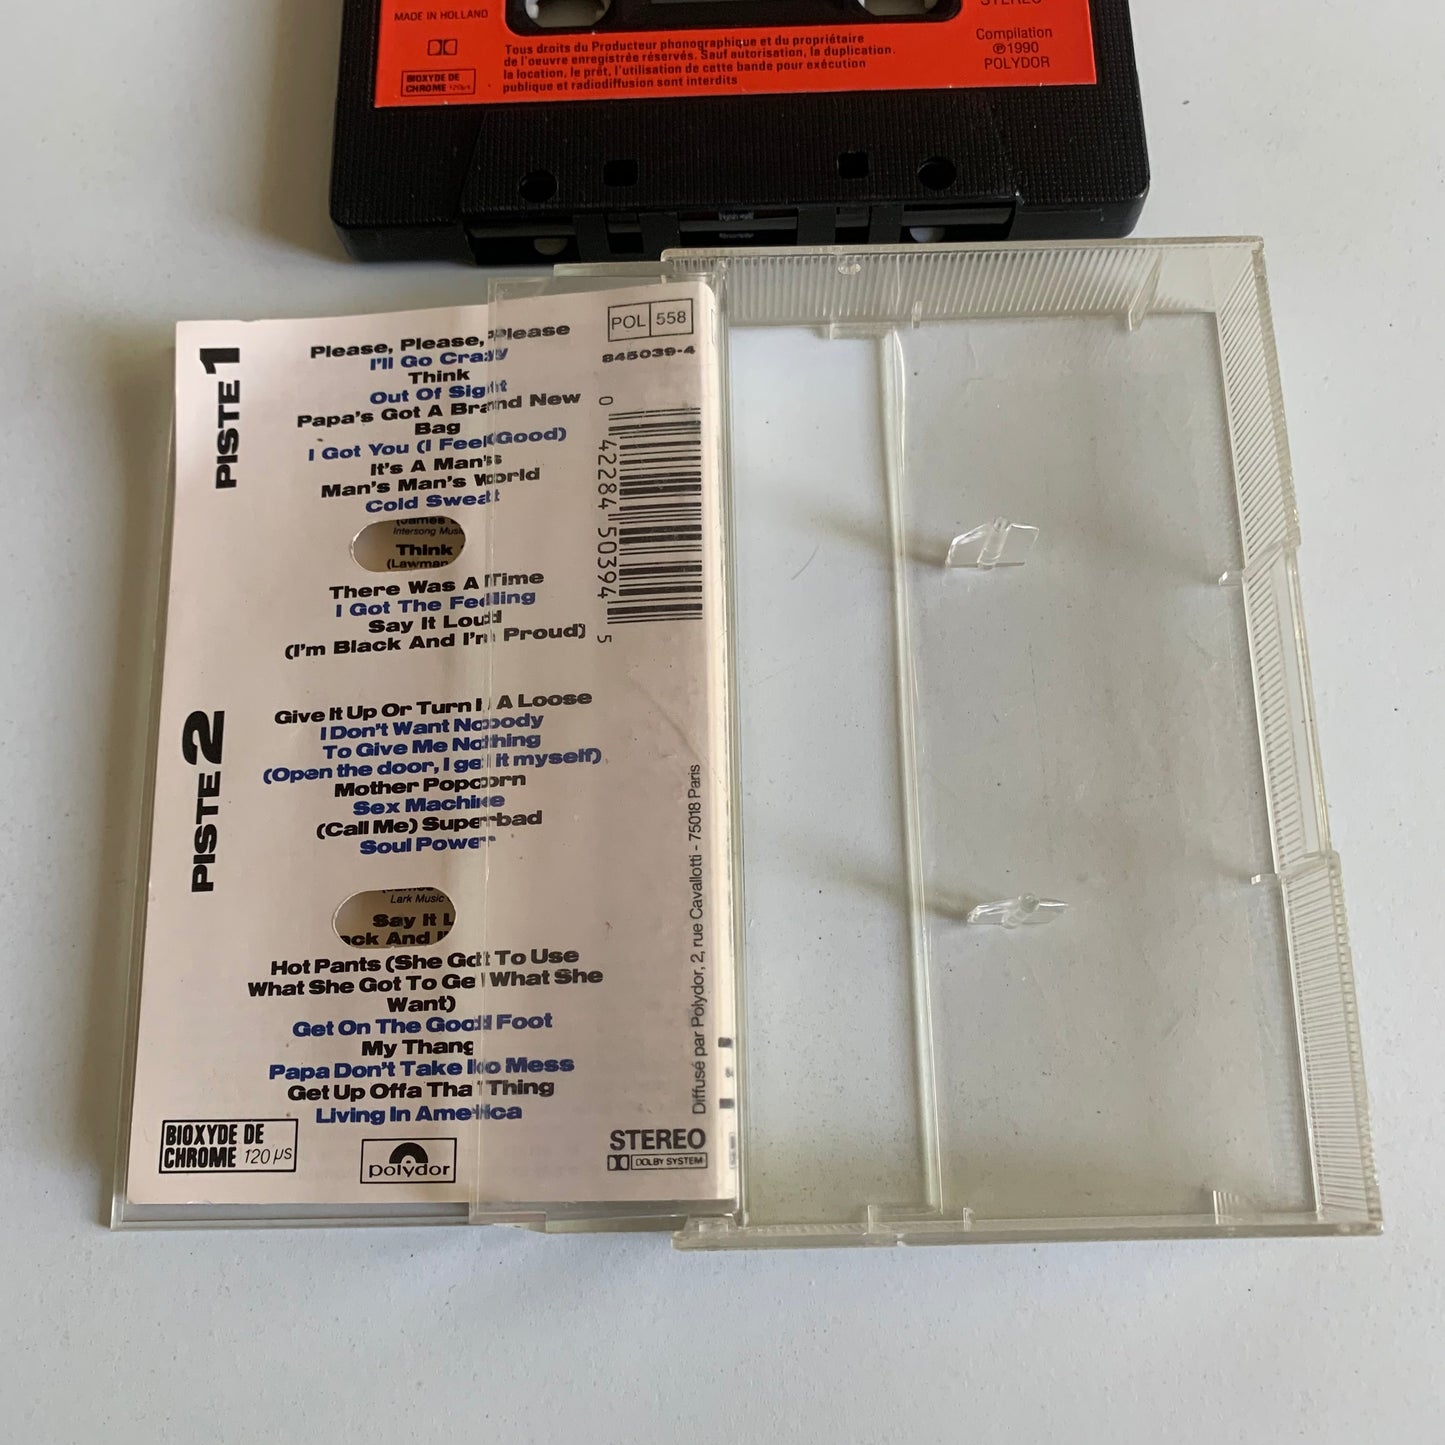 MADE IN HOLLAND
BIOXYDE DE
CHROME 120µs
Tous droits du Producteur phonographique et du propriétaire
de l'oeuvre enregistrée réservés. Sauf autorisation, la duplication.
la location, le prêt, l'utilisation de cette bande pour exécution
publique et radiodiffusion sont interdits
STEREO
Compilation
℗1990
POLYDOR
PISTE 1
Please, Please, Please
I'll Go Crazy
Think
Out Of Sight
Papa's Got A Brand New
Bag
I Got You (I Feel Good)
It's A Man's
Man's Man's World
Cold Sweat
(James
Intersong Music
Think
(Lawman
There Was A Time
I Got The Feeling
Say It Loud
(I'm Black And I'm Proud)
POL 558
845039-4
0 42284 50394 5
PISTE 2
Give It Up Or Turn It A Loose
I Don't Want Nobody
To Give Me Nothing
(Open the door, I get it myself)
Mother Popcorn
Sex Machine
(Call Me) Superbad
Soul Power
(James
Lark Music
Say It L
ack And I
Hot Pants (She Got To Use
What She Got To Get What She
Want)
Get On The Good Foot
My Thang
Papa Don't Take No Mess
Get Up Offa That Thing
Living In America
Diffusé par Polydor, 2, rue Cavallotti - 75018 Paris
BIOXYDE DE
CHROME 120 µs
polydor
STEREO
DOLBY SYSTEM